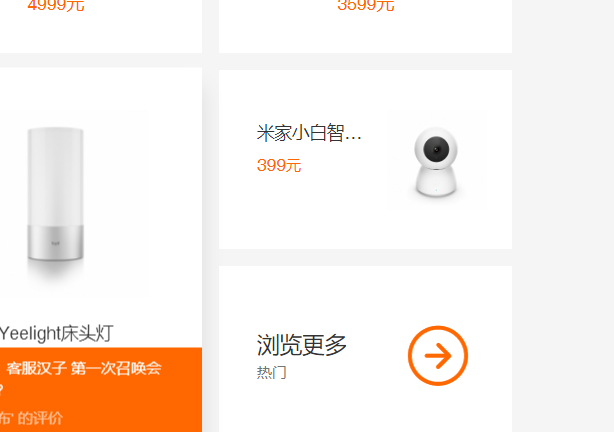 4999元
3599元
米家小白智…
399元
Yeelight床头灯
客服汉子 第一次召唤会
?
布' 的评价
浏览更多
热门